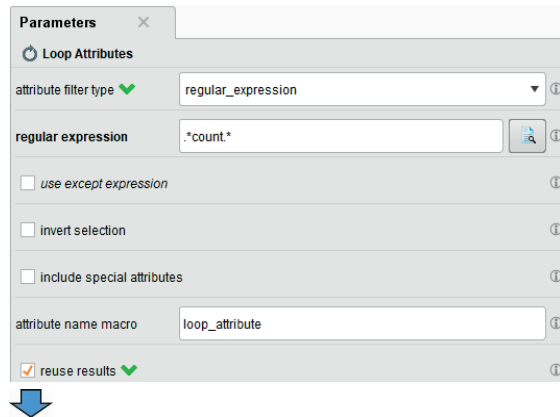 Parameters
Loop Attributes
attribute filter type regular_expression
regular expression .*count.*
use except expression
invert selection
include special attributes
attribute name macro loop_attribute
reuse results